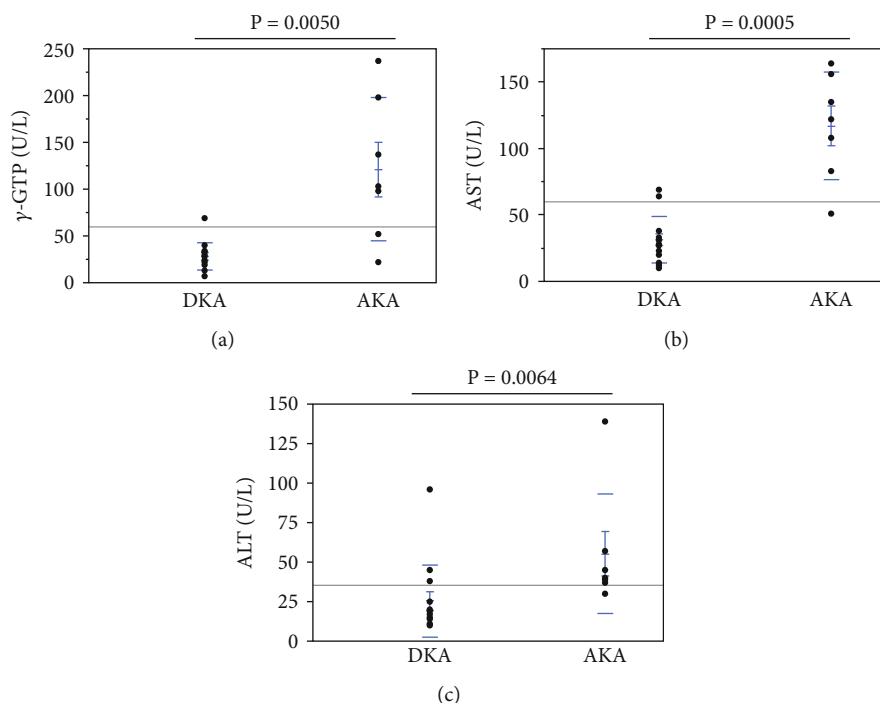 P = 0.0050
γ-GTP (U/L)
250
200
150
100
50
0
DKA AKA
(a)
P = 0.0005
AST (U/L)
150
100
50
0
DKA AKA
(b)
P = 0.0064
ALT (U/L)
150
125
100
75
50
25
0
DKA AKA
(c)